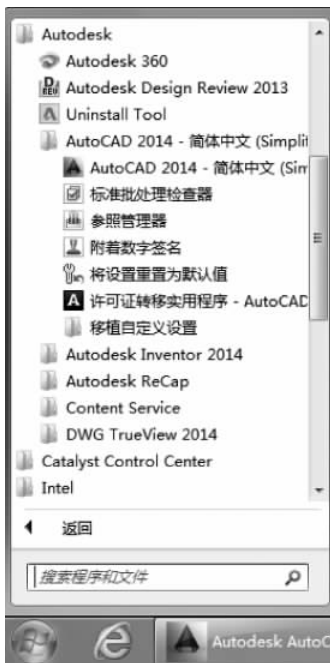 Autodesk
Autodesk 360
Autodesk Design Review 2013
Uninstall Tool
AutoCAD 2014 - 简体中文 (Simplif
AutoCAD 2014 - 简体中文 (Sim
标准批处理检查器
参照管理器
附着数字签名
将设置重置为默认值
许可证转移实用程序 - AutoCAD
移植自定义设置
Autodesk Inventor 2014
Autodesk ReCap
Content Service
DWG TrueView 2014
Catalyst Control Center
Intel
返回
搜索程序和文件
Autodesk AutoC